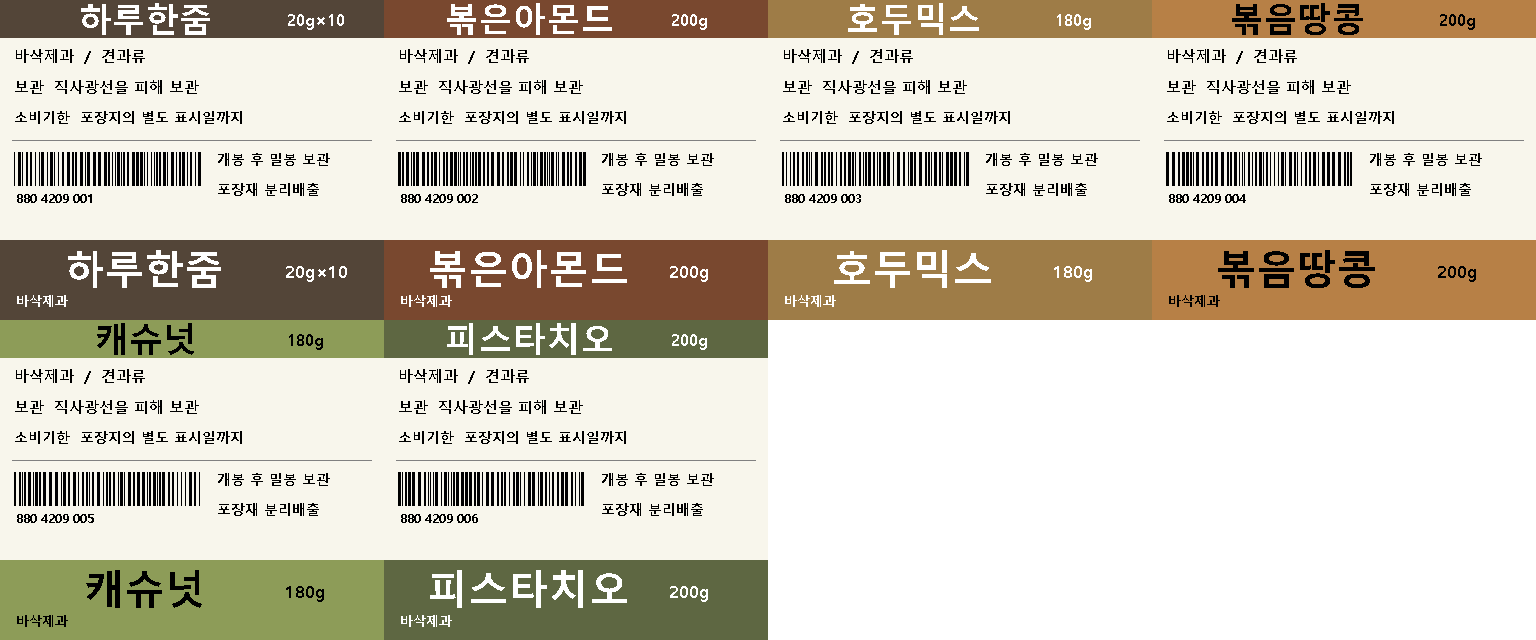 하루한줌 20g×10
바삭제과 / 견과류
보관 직사광선을 피해 보관
소비기한 포장지의 별도 표시일까지
개봉 후 밀봉 보관
포장재 분리배출
880 4209 001
하루한줌 20g×10
바삭제과
볶은아몬드 200g
바삭제과 / 견과류
보관 직사광선을 피해 보관
소비기한 포장지의 별도 표시일까지
개봉 후 밀봉 보관
포장재 분리배출
880 4209 002
볶은아몬드 200g
바삭제과
호두믹스 180g
바삭제과 / 견과류
보관 직사광선을 피해 보관
소비기한 포장지의 별도 표시일까지
개봉 후 밀봉 보관
포장재 분리배출
880 4209 003
호두믹스 180g
바삭제과
볶음땅콩 200g
바삭제과 / 견과류
보관 직사광선을 피해 보관
소비기한 포장지의 별도 표시일까지
개봉 후 밀봉 보관
포장재 분리배출
880 4209 004
볶음땅콩 200g
바삭제과
캐슈넛 180g
바삭제과 / 견과류
보관 직사광선을 피해 보관
소비기한 포장지의 별도 표시일까지
개봉 후 밀봉 보관
포장재 분리배출
880 4209 005
캐슈넛 180g
바삭제과
피스타치오 200g
바삭제과 / 견과류
보관 직사광선을 피해 보관
소비기한 포장지의 별도 표시일까지
개봉 후 밀봉 보관
포장재 분리배출
880 4209 006
피스타치오 200g
바삭제과